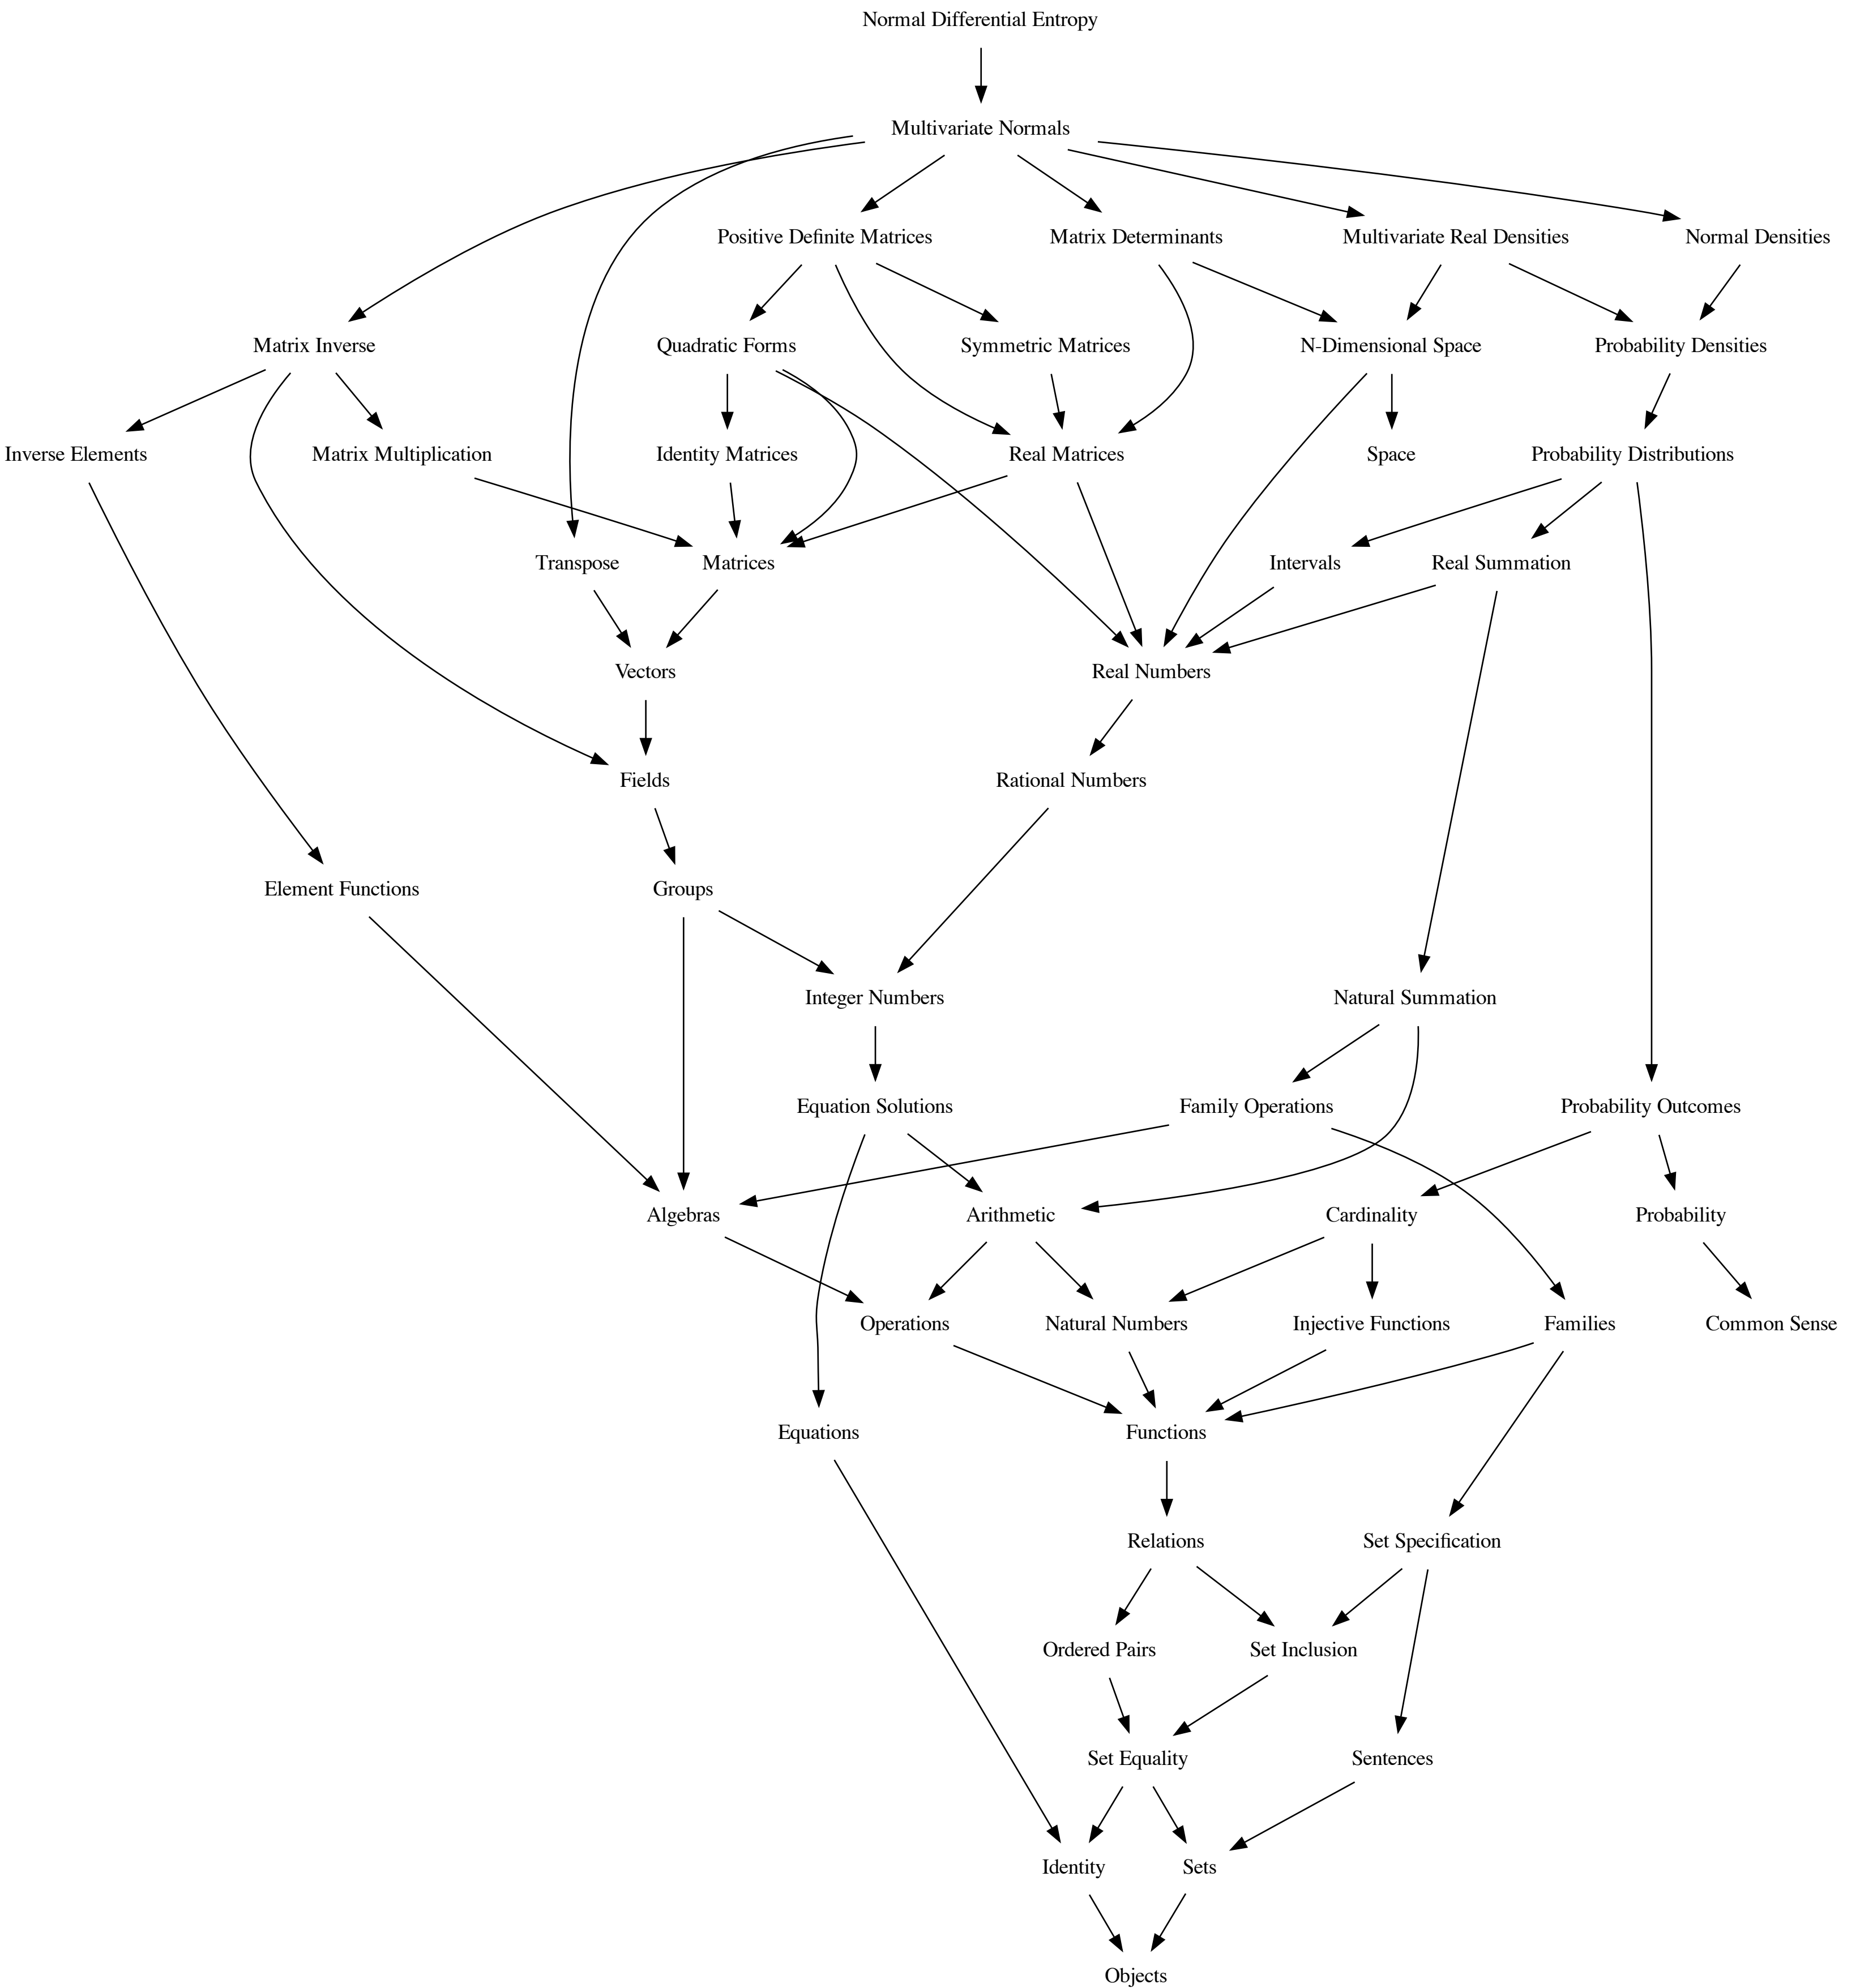 Normal Differential Entropy
Multivariate Normals
Positive Definite Matrices
Matrix Determinants
Multivariate Real Densities
Normal Densities
Matrix Inverse
Quadratic Forms
Symmetric Matrices
N-Dimensional Space
Probability Densities
Inverse Elements
Matrix Multiplication
Identity Matrices
Real Matrices
Space
Probability Distributions
Transpose
Matrices
Intervals
Real Summation
Vectors
Real Numbers
Fields
Rational Numbers
Element Functions
Groups
Integer Numbers
Natural Summation
Equation Solutions
Family Operations
Probability Outcomes
Algebras
Arithmetic
Cardinality
Probability
Operations
Natural Numbers
Injective Functions
Families
Common Sense
Equations
Functions
Relations
Set Specification
Ordered Pairs
Set Inclusion
Set Equality
Sentences
Identity
Sets
Objects